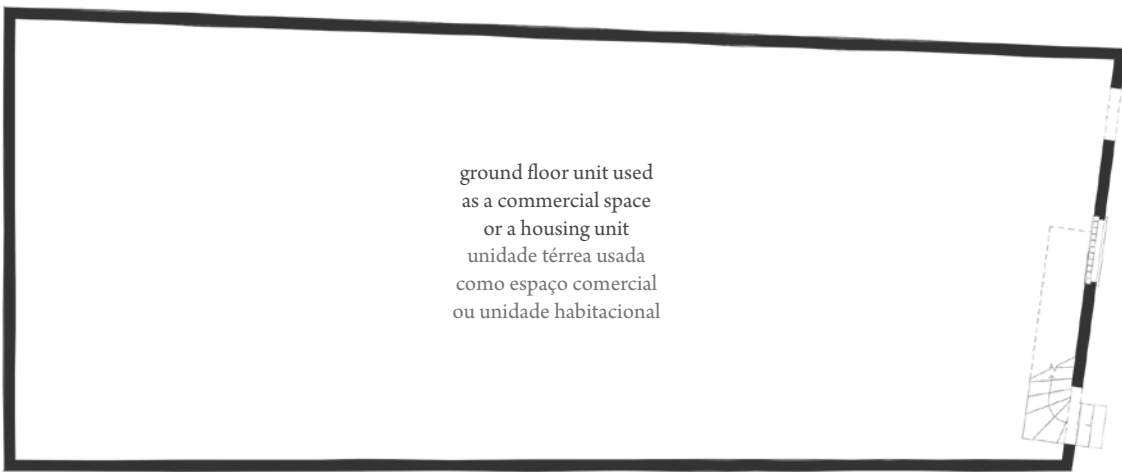 ground floor unit used
as a commercial space
or a housing unit
unidade térrea usada
como espaço comercial
ou unidade habitacional